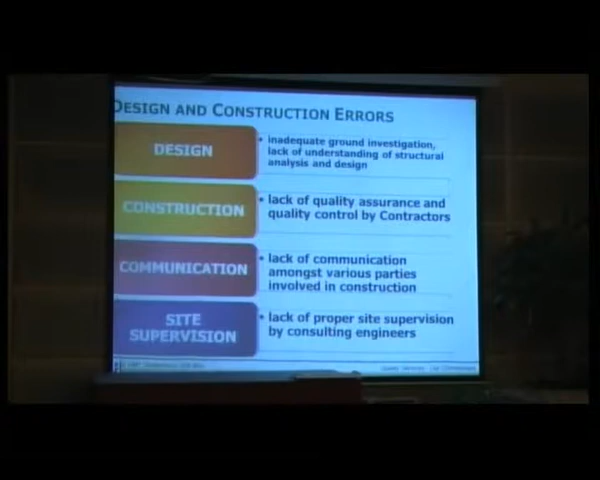 DESIGN AND CONSTRUCTION ERRORS
DESIGN
• inadequate ground investigation,
lack of understanding of structural
analysis and design
CONSTRUCTION
• lack of quality assurance and
quality control by Contractors
COMMUNICATION
• lack of communication
amongst various parties
involved in construction
SITE
SUPERVISION
• lack of proper site supervision
by consulting engineers